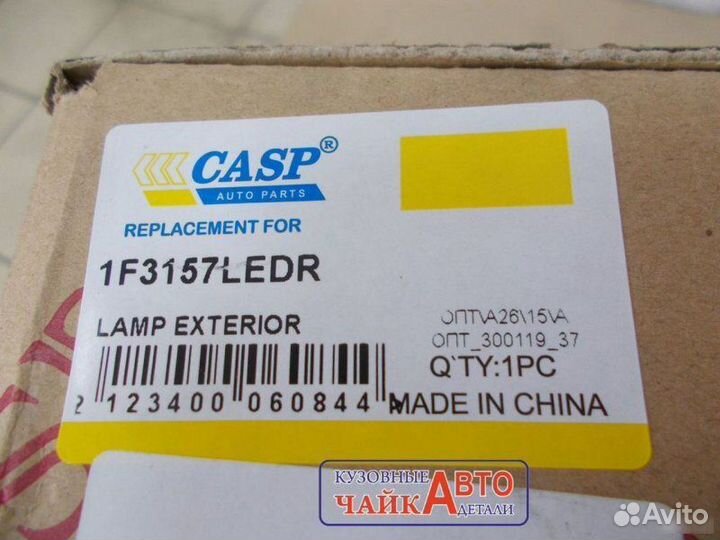 CASP®
AUTO PARTS
REPLACEMENT FOR
1F3157LEDR
LAMP EXTERIOR
ОПТ\A26\15\A
ОПТ_300119_37
Q`TY:1PC
2 123400 060844
MADE IN CHINA
КУЗОВНЫЕ
ЧАЙКА АВТО
ДЕТАЛИ
Avito